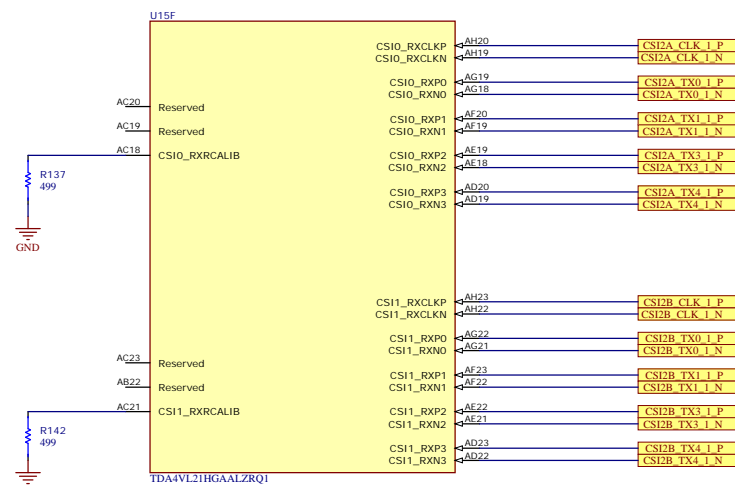 U15F
CSI0_RXCLKP AH20 CSI2A_CLK_1_P
CSI0_RXCLKN AH19 CSI2A_CLK_1_N
CSI0_RXP0 AG19 CSI2A_TX0_1_P
CSI0_RXN0 AG18 CSI2A_TX0_1_N
AC20 Reserved
CSI0_RXP1 AF20 CSI2A_TX1_1_P
AC19 Reserved CSI0_RXN1 AF19 CSI2A_TX1_1_N
AC18 CSI0_RXRCALIB CSI0_RXP2 AE19 CSI2A_TX3_1_P
CSI0_RXN2 AE18 CSI2A_TX3_1_N
R137
499
CSI0_RXP3 AD20 CSI2A_TX4_1_P
CSI0_RXN3 AD19 CSI2A_TX4_1_N
GND
CSI1_RXCLKP AH23 CSI2B_CLK_1_P
CSI1_RXCLKN AH22 CSI2B_CLK_1_N
CSI1_RXP0 AG22 CSI2B_TX0_1_P
CSI1_RXN0 AG21 CSI2B_TX0_1_N
AC23 Reserved
CSI1_RXP1 AF23 CSI2B_TX1_1_P
AB22 Reserved CSI1_RXN1 AF22 CSI2B_TX1_1_N
AC21 CSI1_RXRCALIB CSI1_RXP2 AE22 CSI2B_TX3_1_P
CSI1_RXN2 AE21 CSI2B_TX3_1_N
R142
499
CSI1_RXP3 AD23 CSI2B_TX4_1_P
CSI1_RXN3 AD22 CSI2B_TX4_1_N
TDA4VL21HGAALZRQ1